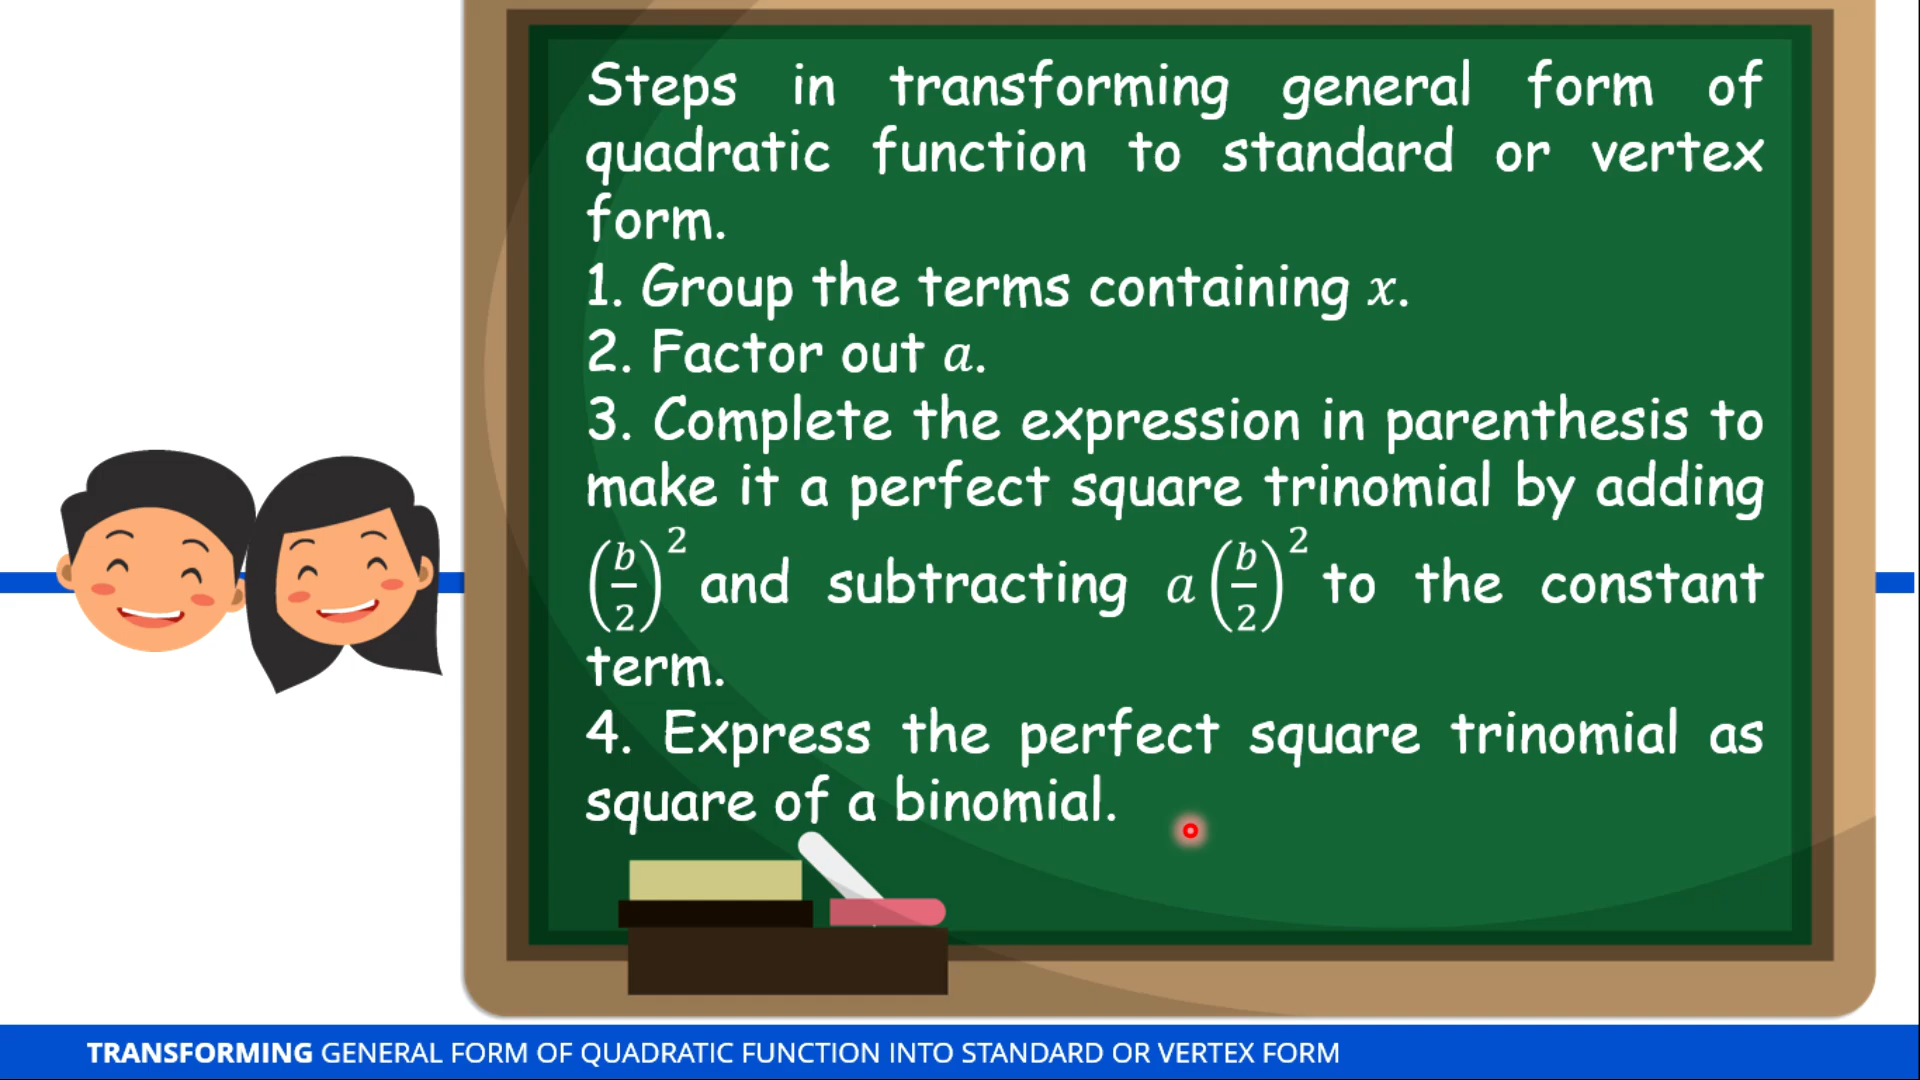 Steps in transforming general form of
quadratic function to standard or vertex
form.
1. Group the terms containing x.
2. Factor out a.
3. Complete the expression in parenthesis to
make it a perfect square trinomial by adding
(b/2)² and subtracting a(b/2)² to the constant
term.
4. Express the perfect square trinomial as
square of a binomial.
TRANSFORMING GENERAL FORM OF QUADRATIC FUNCTION INTO STANDARD OR VERTEX FORM